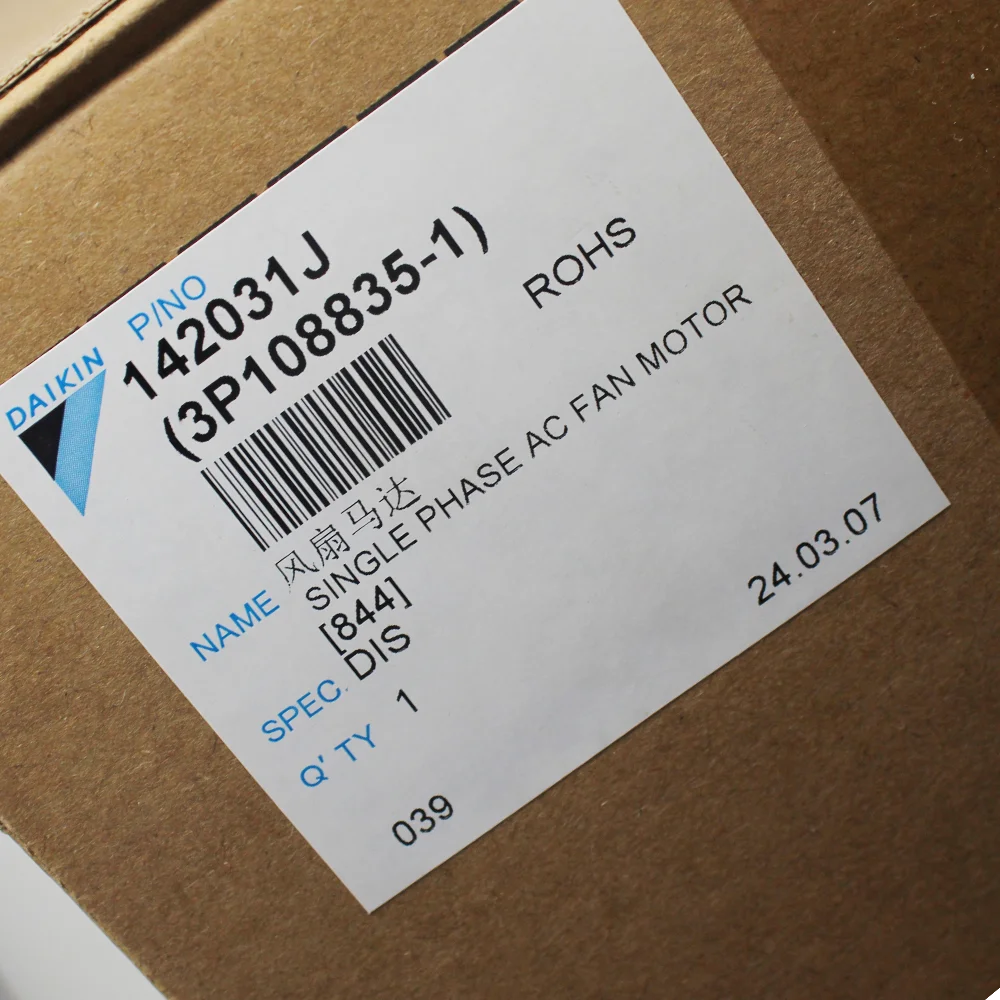 DAIKIN
P/NO
142031J
(3P108835-1)
ROHS
NAME
风扇马达
SINGLE PHASE AC FAN MOTOR
[844]
SPEC.
DIS
Q' TY
1
24.03.07
039